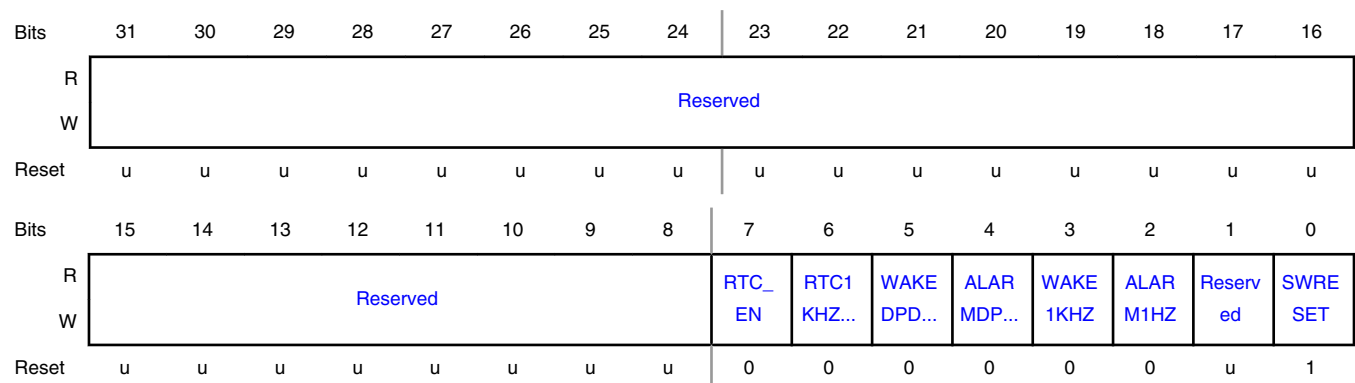 Bits 31 30 29 28 27 26 25 24 23 22 21 20 19 18 17 16
R
Reserved
W
Reset u u u u u u u u u u u u u u u u
Bits 15 14 13 12 11 10 9 8 7 6 5 4 3 2 1 0
R RTC_ RTC1 WAKE ALAR WAKE ALAR Reserv SWRE
Reserved
W EN KHZ... DPD... MDP... 1KHZ M1HZ ed SET
Reset u u u u u u u u 0 0 0 0 0 0 u 1